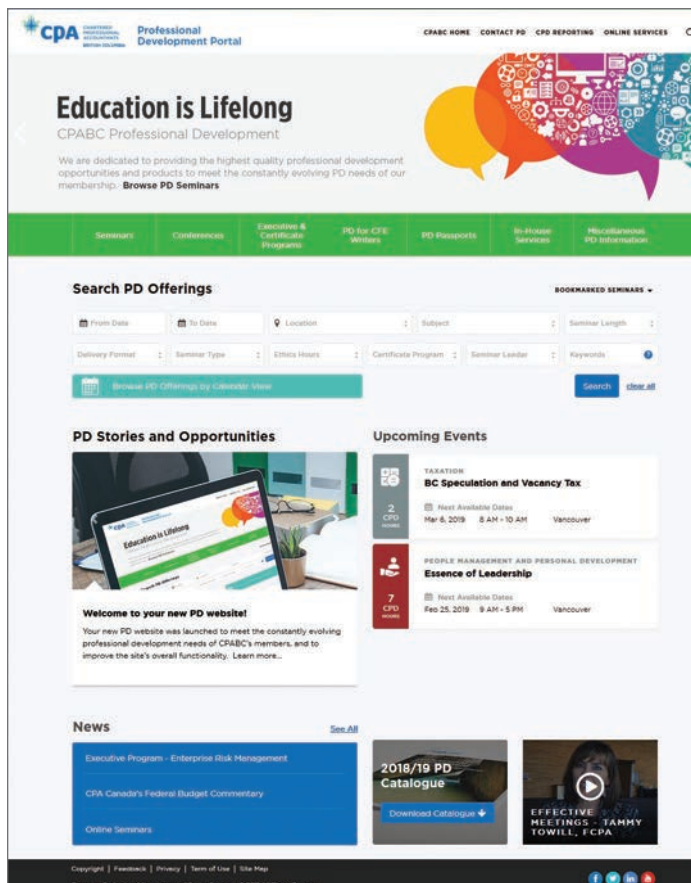 CPA
CHARTERED
PROFESSIONAL
ACCOUNTANTS
BRITISH COLUMBIA
Professional
Development Portal
CPABC HOME CONTACT PD CPD REPORTING ONLINE SERVICES
Education is Lifelong
CPABC Professional Development
We are dedicated to providing the highest quality professional development
opportunities and products to meet the constantly evolving PD needs of our
membership. Browse PD Seminars
Seminars
Conferences
Executive &
Certificate
Programs
PD for CFE
Writers
PD Passports
In-House
Services
Miscellaneous
PD Information
Search PD Offerings
BOOKMARKED SEMINARS
From Date To Date Location Subject Seminar Length
Delivery Format Seminar Type Ethics Hours Certificate Program Seminar Leader Keywords ?
Browse PD Offerings by Calendar View
Search clear all
PD Stories and Opportunities
CPA
Education is Lifelong
Welcome to your new PD website!
Your new PD website was launched to meet the constantly evolving
professional development needs of CPABC's members, and to
improve the site's overall functionality. Learn more...
Upcoming Events
2
CPD
HOURS
TAXATION
BC Speculation and Vacancy Tax
Next Available Dates
Mar 6, 2019 8 AM - 10 AM Vancouver
7
CPD
HOURS
PEOPLE MANAGEMENT AND PERSONAL DEVELOPMENT
Essence of Leadership
Next Available Dates
Feb 25, 2019 9 AM - 5 PM Vancouver
News
See All
Executive Program - Enterprise Risk Management
CPA Canada's Federal Budget Commentary
Online Seminars
2018/19 PD
Catalogue
Download Catalogue
EFFECTIVE
MEETINGS - TAMMY
TOWILL, FCPA
Copyright | Feedback | Privacy | Term of Use | Site Map